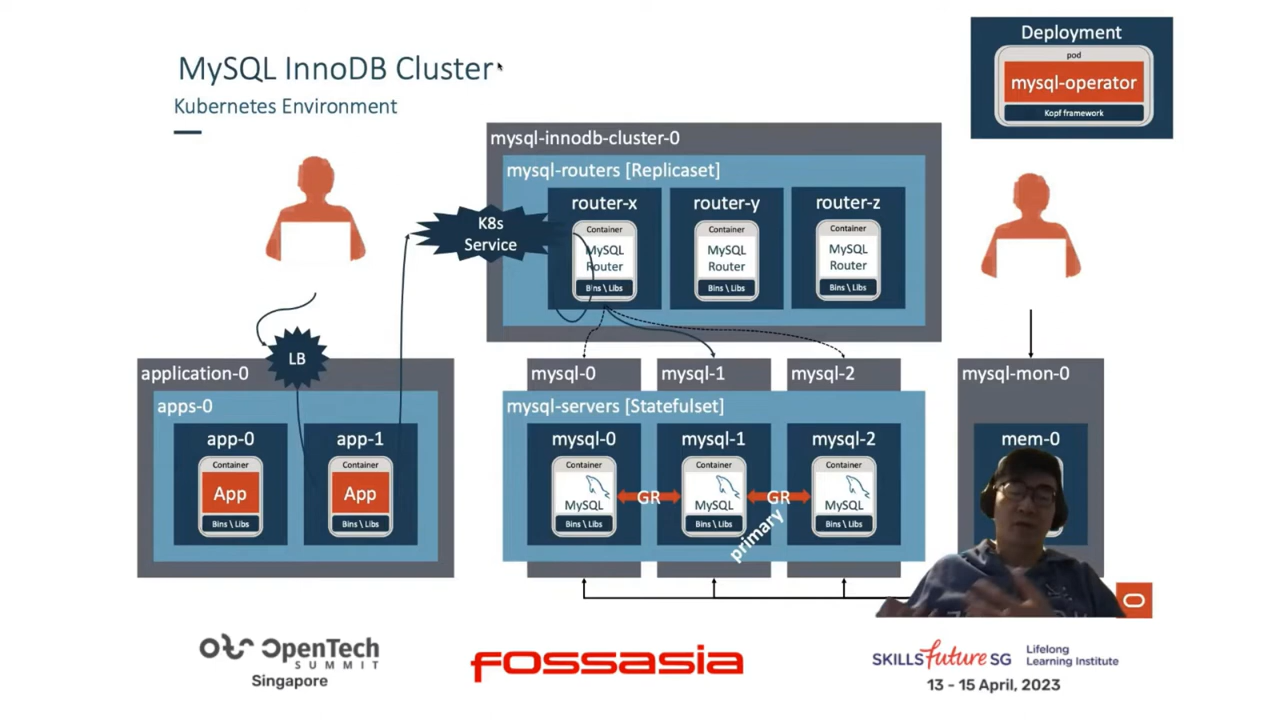 MySQL InnoDB Cluster
Kubernetes Environment
Deployment
pod
mysql-operator
Kopf framework
mysql-innodb-cluster-0
mysql-routers [Replicaset]
router-x
router-y
router-z
Container
MySQL
Router
Bins \ Libs
Container
MySQL
Router
Bins \ Libs
Container
MySQL
Router
Bins \ Libs
K8s
Service
LB
application-0
apps-0
app-0
app-1
Container
App
Bins \ Libs
Container
App
Bins \ Libs
mysql-0
mysql-1
mysql-2
mysql-servers [Statefulset]
mysql-0
mysql-1
mysql-2
Container
MySQL
Bins \ Libs
GR
Container
MySQL
Bins \ Libs
GR
Container
MySQL
Bins \ Libs
primary
mysql-mon-0
mem-0
OpenTech
SUMMIT
Singapore
FOSSASIA
SKILLS future SG
Lifelong
Learning Institute
13 - 15 April, 2023